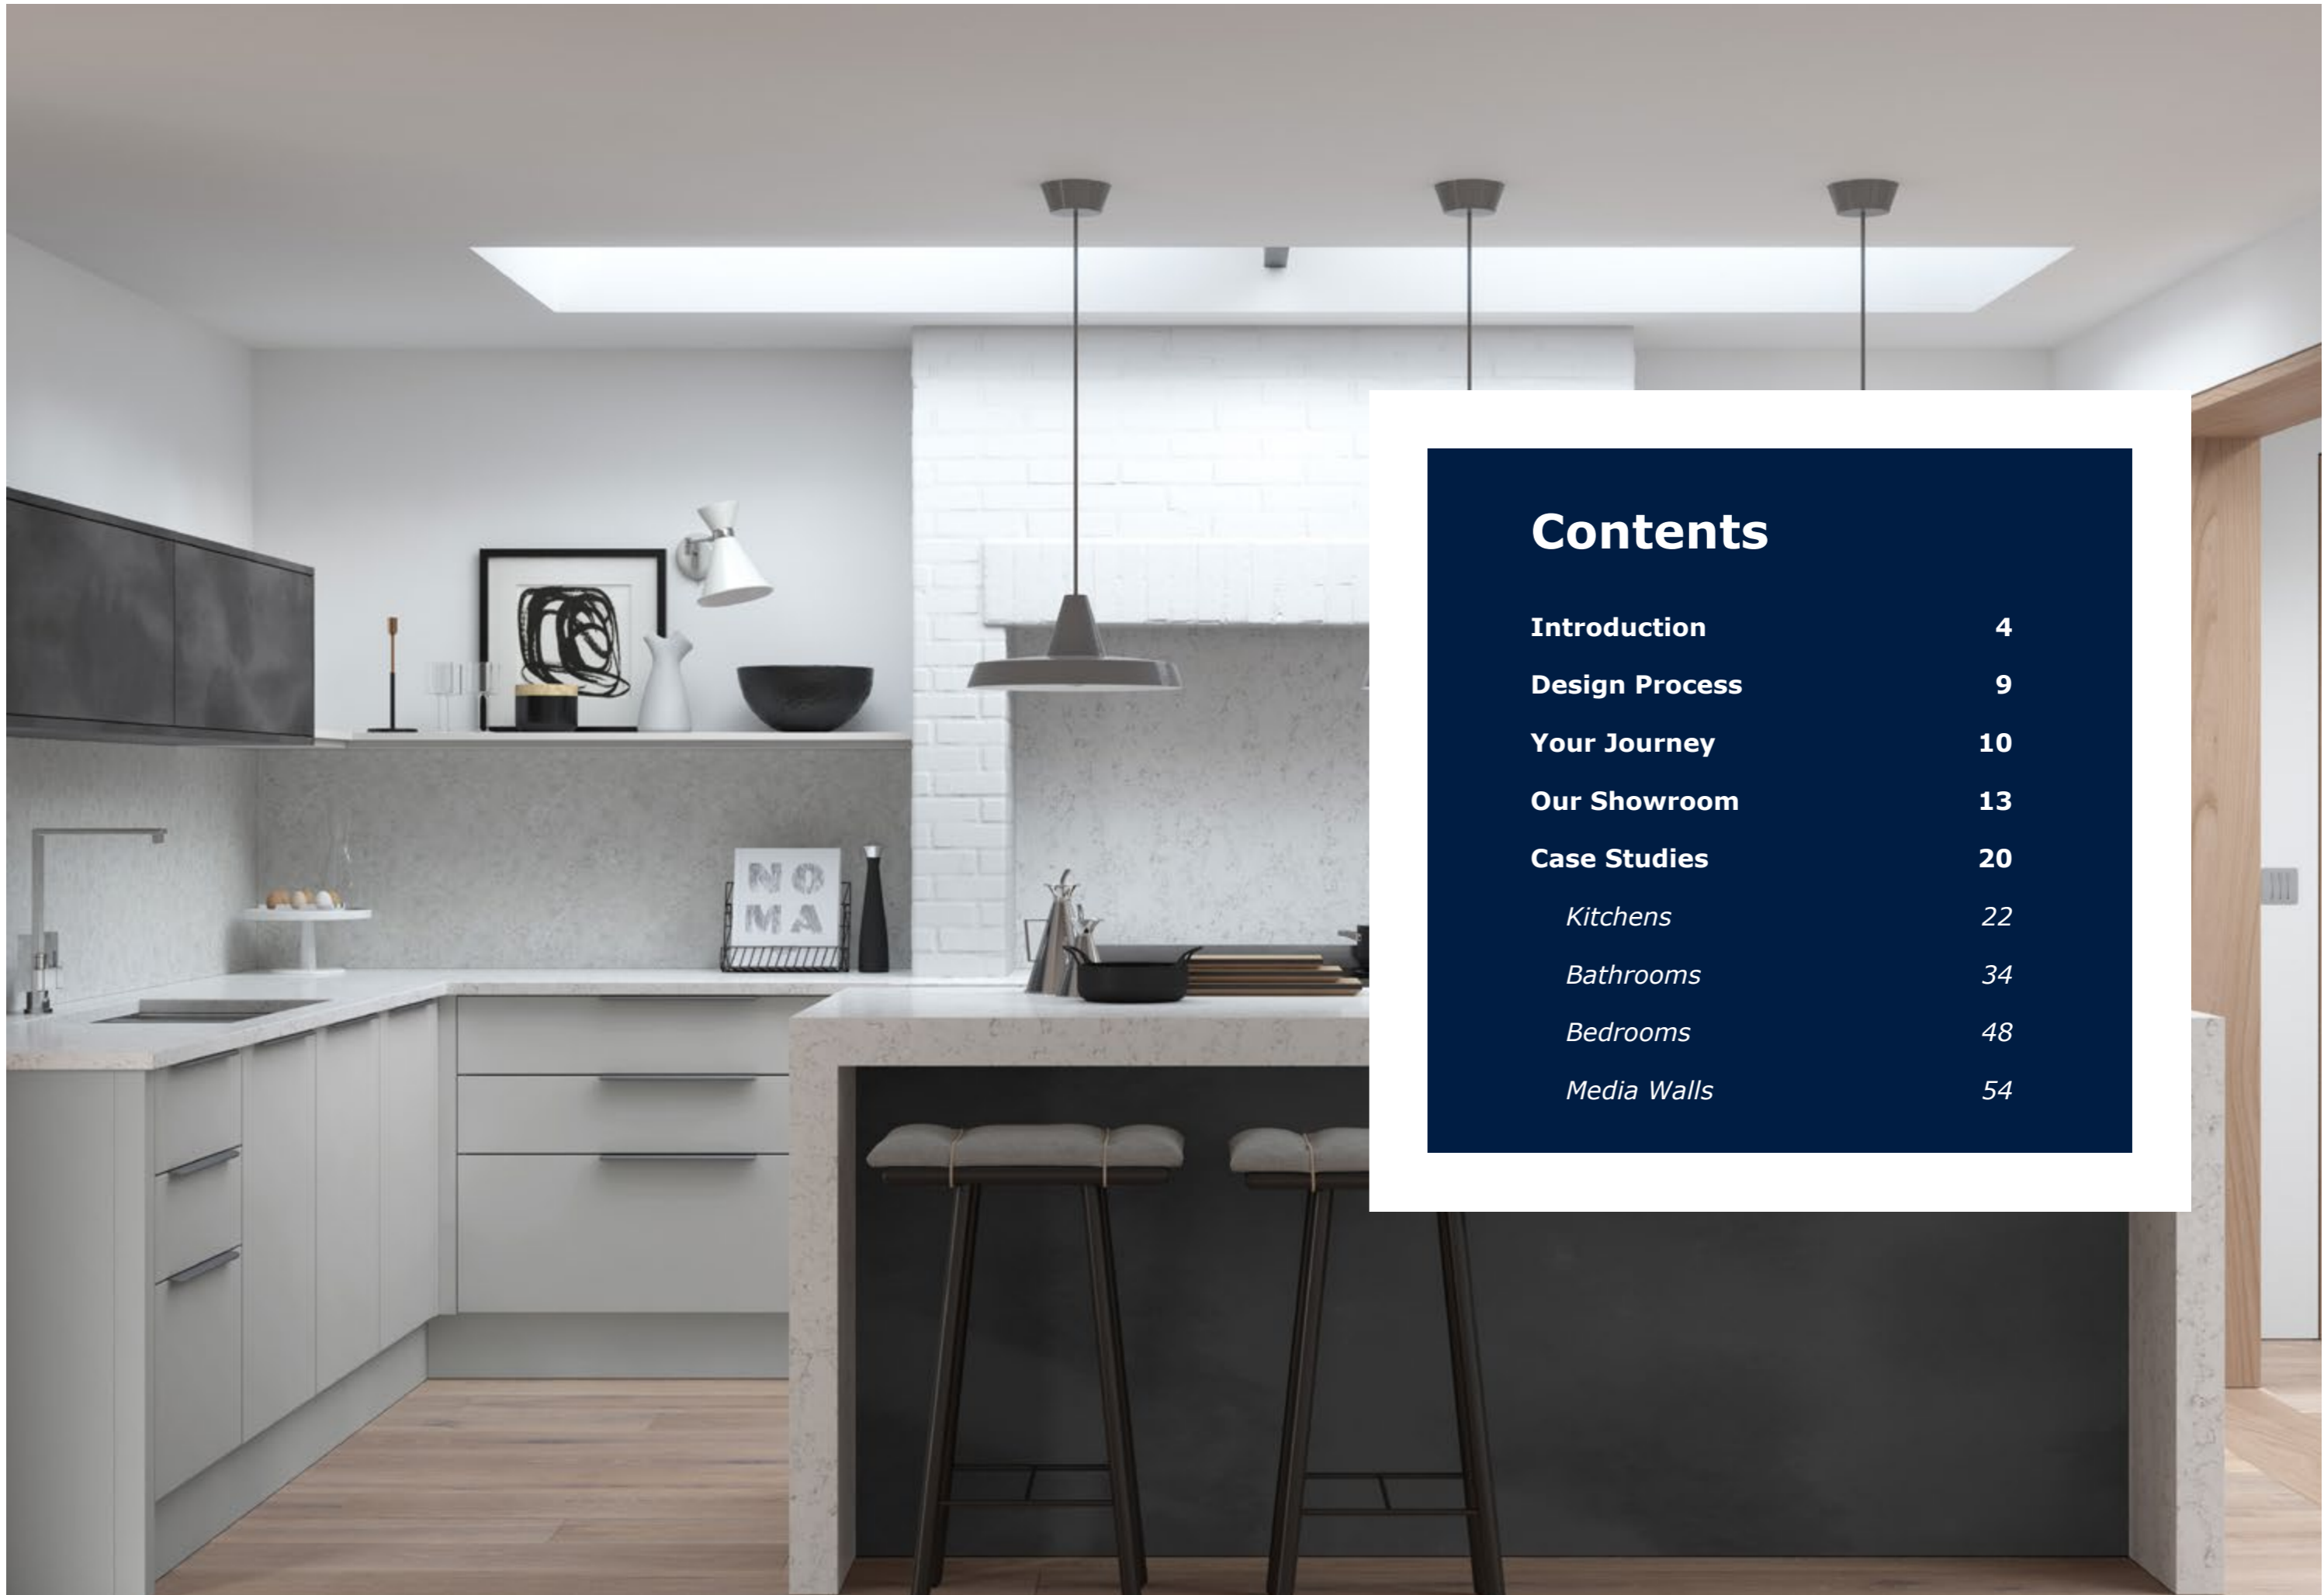 NO
MA
Contents
Introduction 4
Design Process 9
Your Journey 10
Our Showroom 13
Case Studies 20
Kitchens 22
Bathrooms 34
Bedrooms 48
Media Walls 54